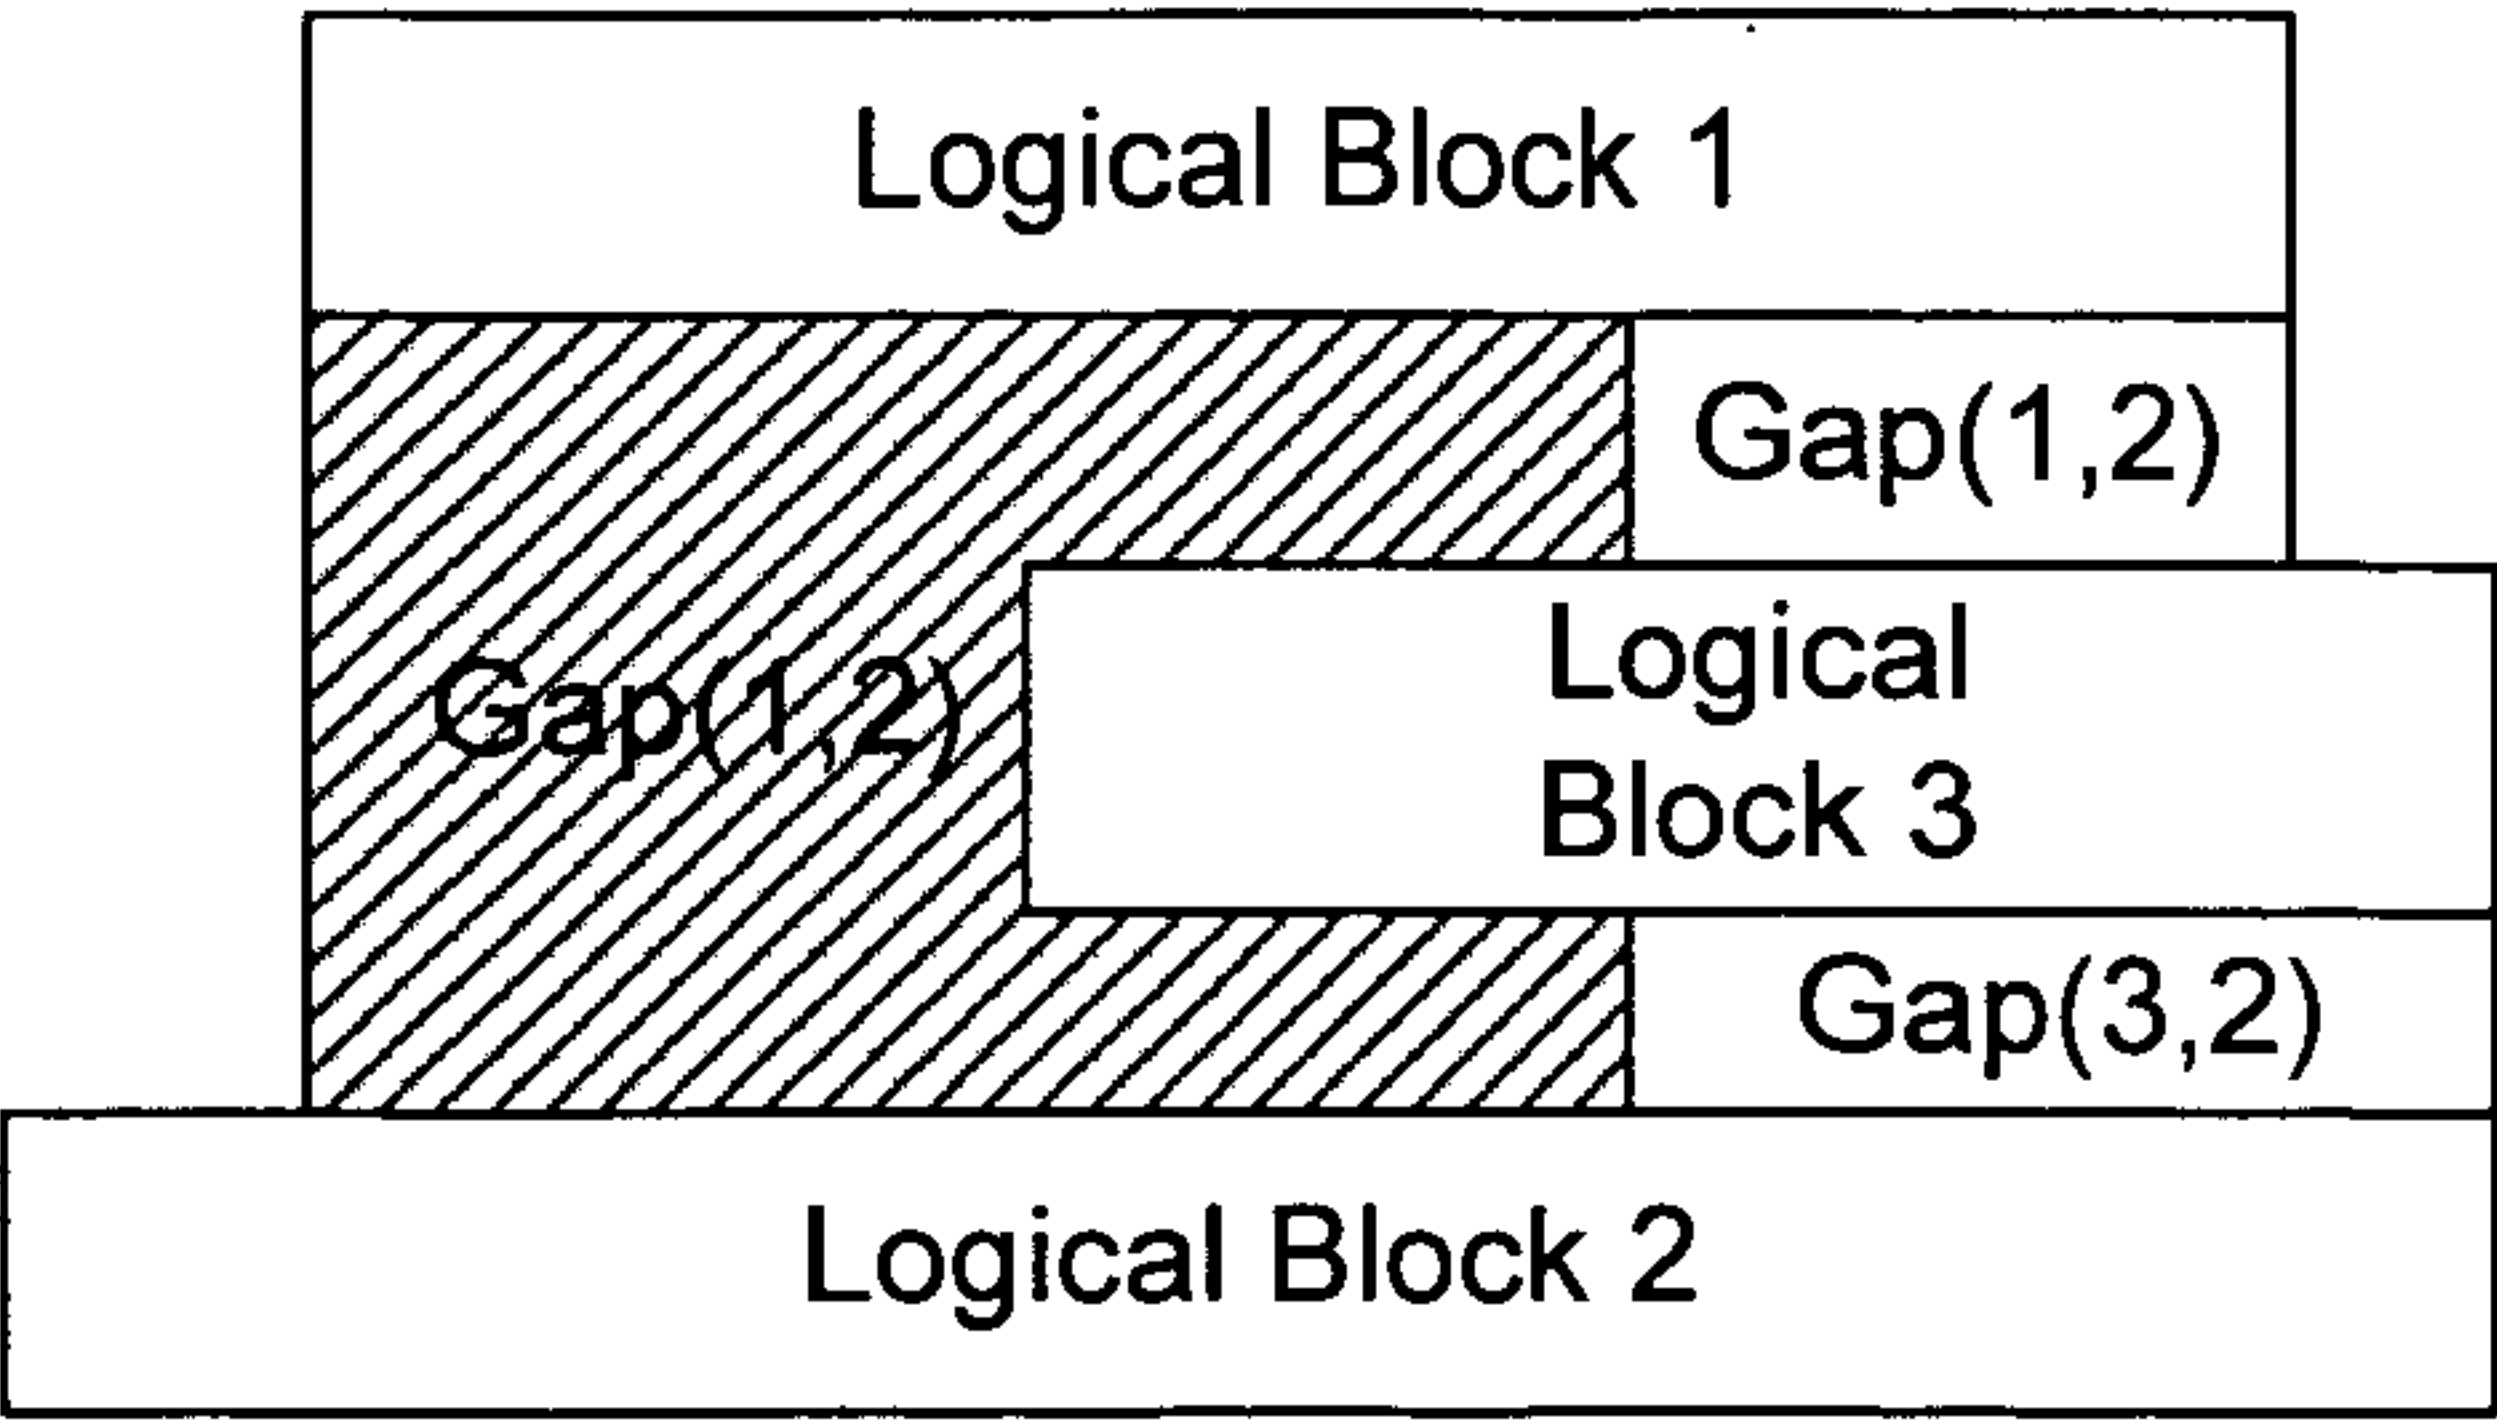 Logical Block 1
Gap(1,2)
Logical
Block 3
Gap(1,2)
Gap(3,2)
Logical Block 2